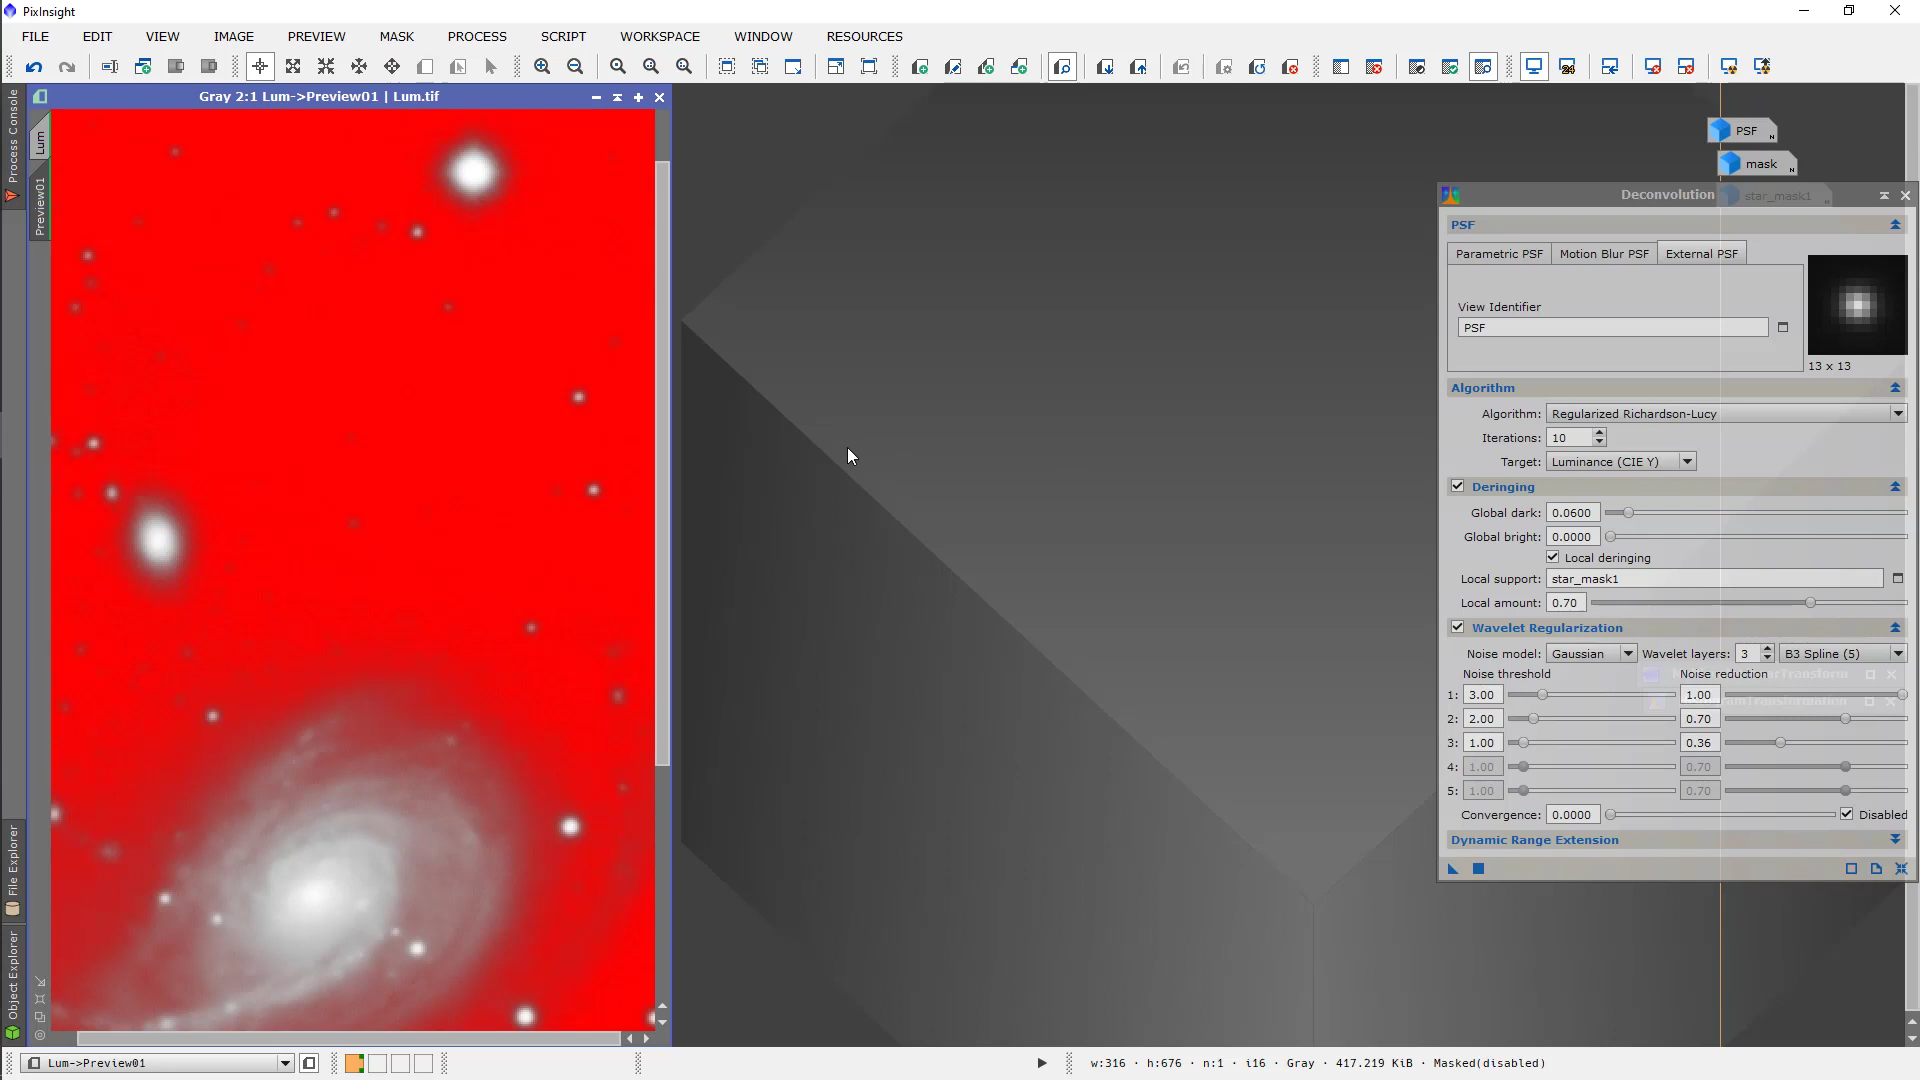 PixInsight
FILE EDIT VIEW IMAGE PREVIEW MASK PROCESS SCRIPT WORKSPACE WINDOW RESOURCES
24
Gray 2:1 Lum->Preview01 | Lum.tif
Process Console
Lum
Preview01
File Explorer
Object Explorer
PSF
N
mask
N
Deconvolution
star_mask1
PSF
Parametric PSF Motion Blur PSF External PSF
View Identifier
PSF
13 x 13
Algorithm
Algorithm: Regularized Richardson-Lucy
Iterations: 10
Target: Luminance (CIE Y)
Deringing
Global dark: 0.0600
Global bright: 0.0000
Local deringing
Local support: star_mask1
Local amount: 0.70
Wavelet Regularization
Noise model: Gaussian Wavelet layers: 3 B3 Spline (5)
Noise threshold Noise reduction
1: 3.00 1.00
2: 2.00 0.70
3: 1.00 0.36
4: 1.00 0.70
5: 1.00 0.70
Convergence: 0.0000 Disabled
Dynamic Range Extension
Lum->Preview01
w:316 · h:676 · n:1 · i16 · Gray · 417.219 KiB · Masked(disabled)